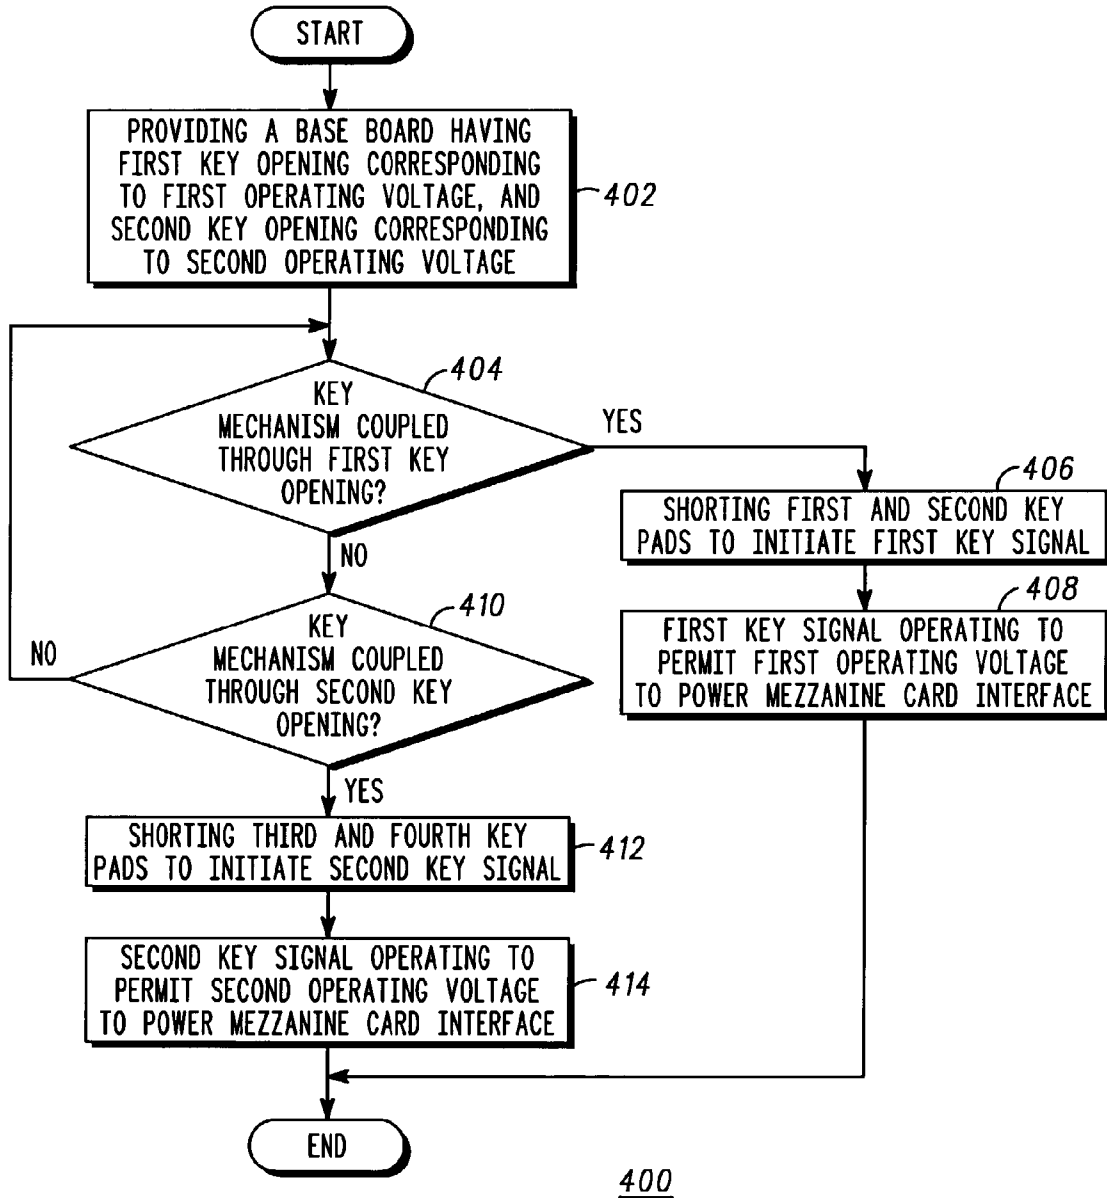 START
PROVIDING A BASE BOARD HAVING
FIRST KEY OPENING CORRESPONDING
TO FIRST OPERATING VOLTAGE, AND
SECOND KEY OPENING CORRESPONDING
TO SECOND OPERATING VOLTAGE
402
404
KEY
MECHANISM COUPLED
THROUGH FIRST KEY
OPENING?
YES
NO
406
SHORTING FIRST AND SECOND KEY
PADS TO INITIATE FIRST KEY SIGNAL
408
FIRST KEY SIGNAL OPERATING TO
PERMIT FIRST OPERATING VOLTAGE
TO POWER MEZZANINE CARD INTERFACE
410
KEY
MECHANISM COUPLED
THROUGH SECOND KEY
OPENING?
NO
YES
SHORTING THIRD AND FOURTH KEY
PADS TO INITIATE SECOND KEY SIGNAL
412
SECOND KEY SIGNAL OPERATING TO
PERMIT SECOND OPERATING VOLTAGE
TO POWER MEZZANINE CARD INTERFACE
414
END
400